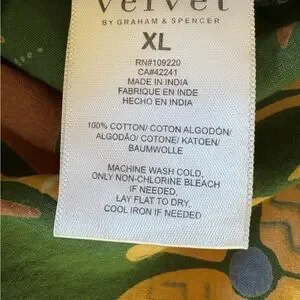 velvet
BY GRAHAM & SPENCER
XL
RN#109220
CA#42241
MADE IN INDIA
FABRIQUE EN INDE
HECHO EN INDIA
100% COTTON/ COTON ALGODÓN/
ALGODÃO/ COTONE/ KATOEN/
BAUMWOLLE
MACHINE WASH COLD,
ONLY NON-CHLORINE BLEACH
IF NEEDED,
LAY FLAT TO DRY.
COOL IRON IF NEEDED